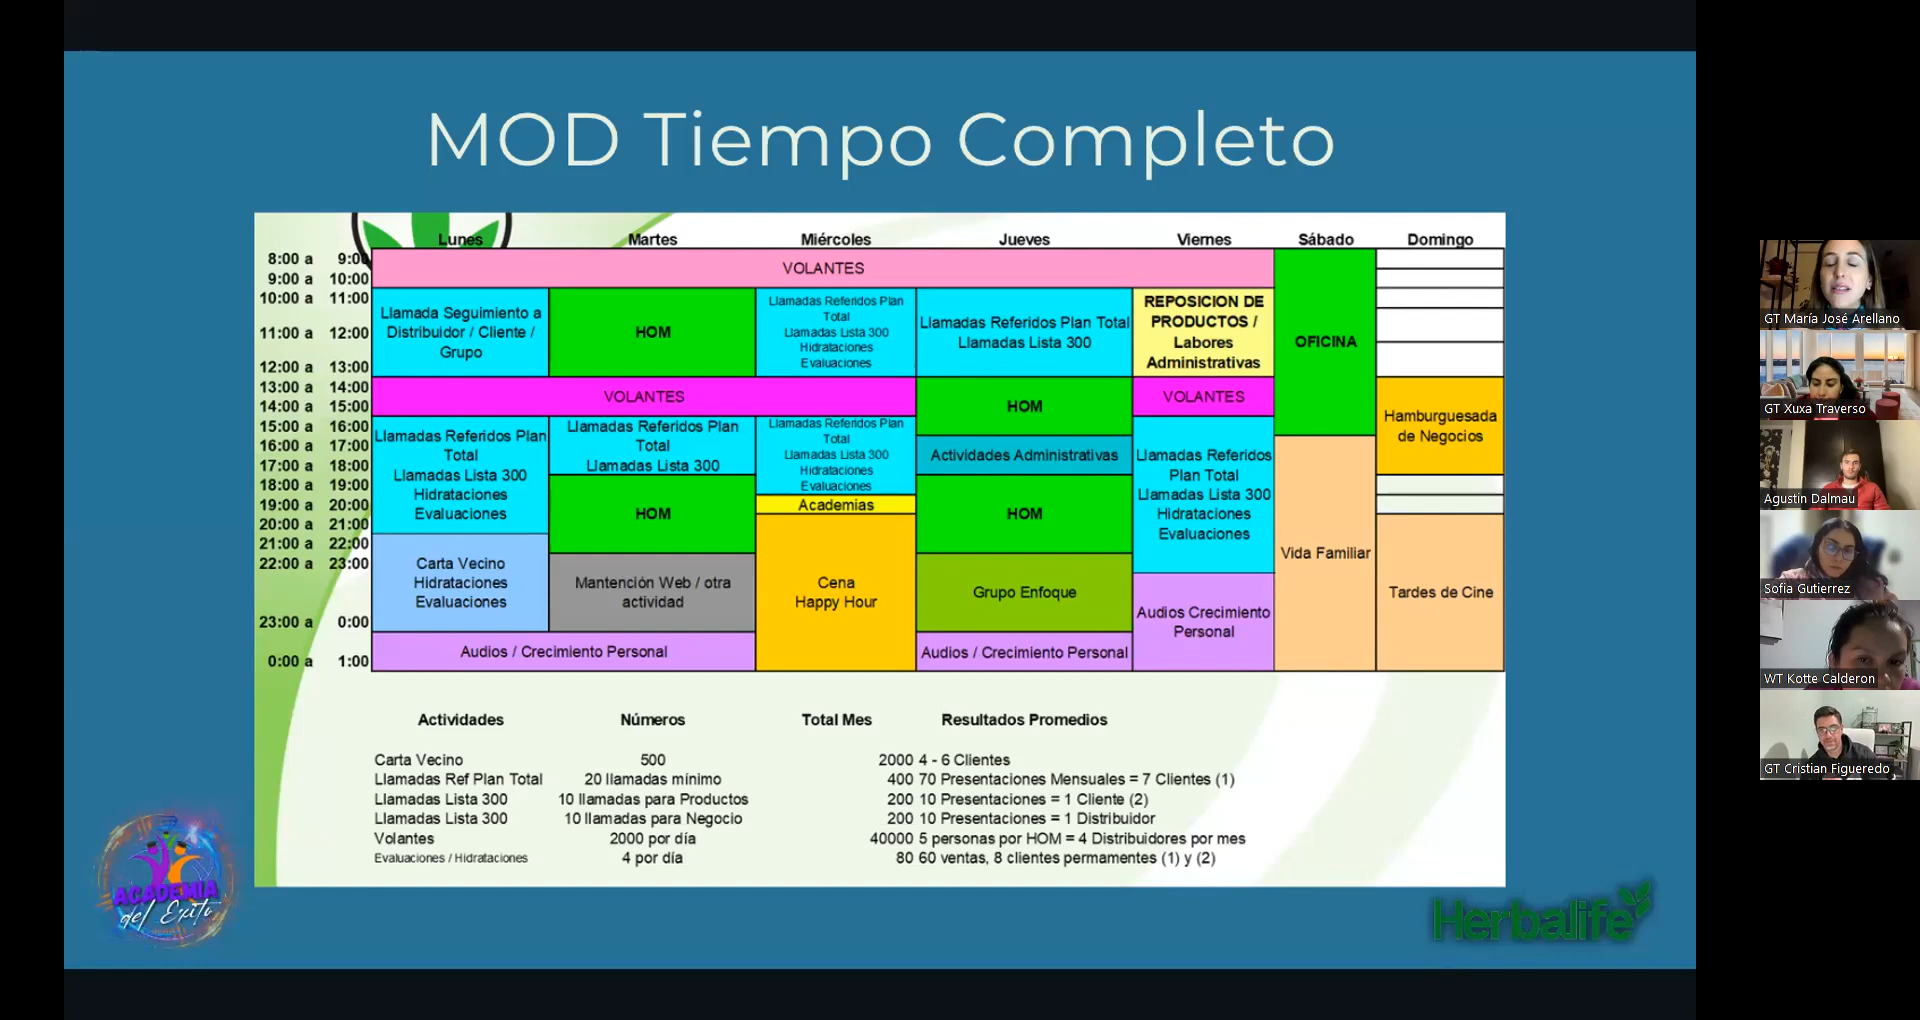 MOD Tiempo Completo
Lunes Martes Miércoles Jueves Viernes Sábado Domingo
8:00 a 9:00
9:00 a 10:00
10:00 a 11:00
11:00 a 12:00
12:00 a 13:00
13:00 a 14:00
14:00 a 15:00
15:00 a 16:00
16:00 a 17:00
17:00 a 18:00
18:00 a 19:00
19:00 a 20:00
20:00 a 21:00
21:00 a 22:00
22:00 a 23:00
23:00 a 0:00
0:00 a 1:00
VOLANTES
Llamada Seguimiento a
Distribuidor / Cliente /
Grupo
HOM
Llamadas Referidos Plan
Total
Llamadas Lista 300
Hidrataciones
Evaluaciones
Llamadas Referidos Plan Total
Llamadas Lista 300
REPOSICION DE
PRODUCTOS /
Labores
Administrativas
OFICINA
VOLANTES
HOM
VOLANTES
Hamburguesada
de Negocios
Llamadas Referidos Plan
Total
Llamadas Lista 300
Hidrataciones
Evaluaciones
Llamadas Referidos Plan
Total
Llamadas Lista 300
Llamadas Referidos Plan
Total
Llamadas Lista 300
Hidrataciones
Evaluaciones
Actividades Administrativas
Llamadas Referidos
Plan Total
Llamadas Lista 300
Hidrataciones
Evaluaciones
HOM
Academias
HOM
Vida Familiar
Carta Vecino
Hidrataciones
Evaluaciones
Mantención Web / otra
actividad
Cena
Happy Hour
Grupo Enfoque
Audios Crecimiento
Personal
Tardes de Cine
Audios / Crecimiento Personal
Audios / Crecimiento Personal
Actividades Números Total Mes Resultados Promedios
Carta Vecino 500 2000 4 - 6 Clientes
Llamadas Ref Plan Total 20 llamadas mínimo 400 70 Presentaciones Mensuales = 7 Clientes (1)
Llamadas Lista 300 10 llamadas para Productos 200 10 Presentaciones = 1 Cliente (2)
Llamadas Lista 300 10 llamadas para Negocio 200 10 Presentaciones = 1 Distribuidor
Volantes 2000 por día 40000 5 personas por HOM = 4 Distribuidores por mes
Evaluaciones / Hidrataciones 4 por día 80 60 ventas, 8 clientes permamentes (1) y (2)
ACADEMIA
del Exito
Herbalife
GT María José Arellano
GT Xuxa Traverso
Agustin Dalmau
Sofia Gutierrez
WT Kotte Calderon
GT Cristian Figueredo